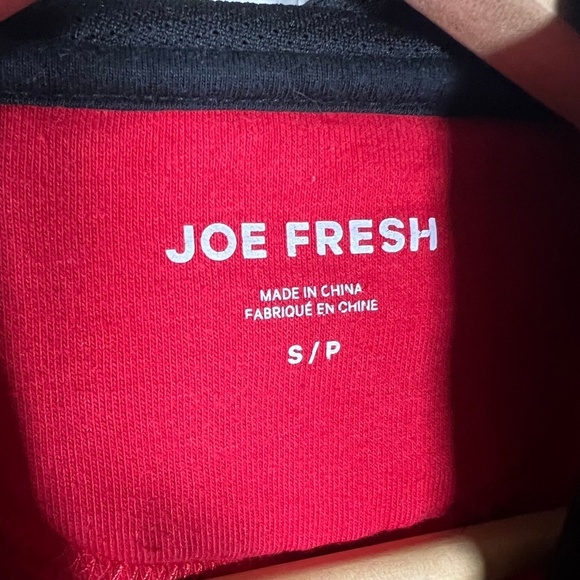 JOE FRESH
MADE IN CHINA
FABRIQUÉ EN CHINE
S / P